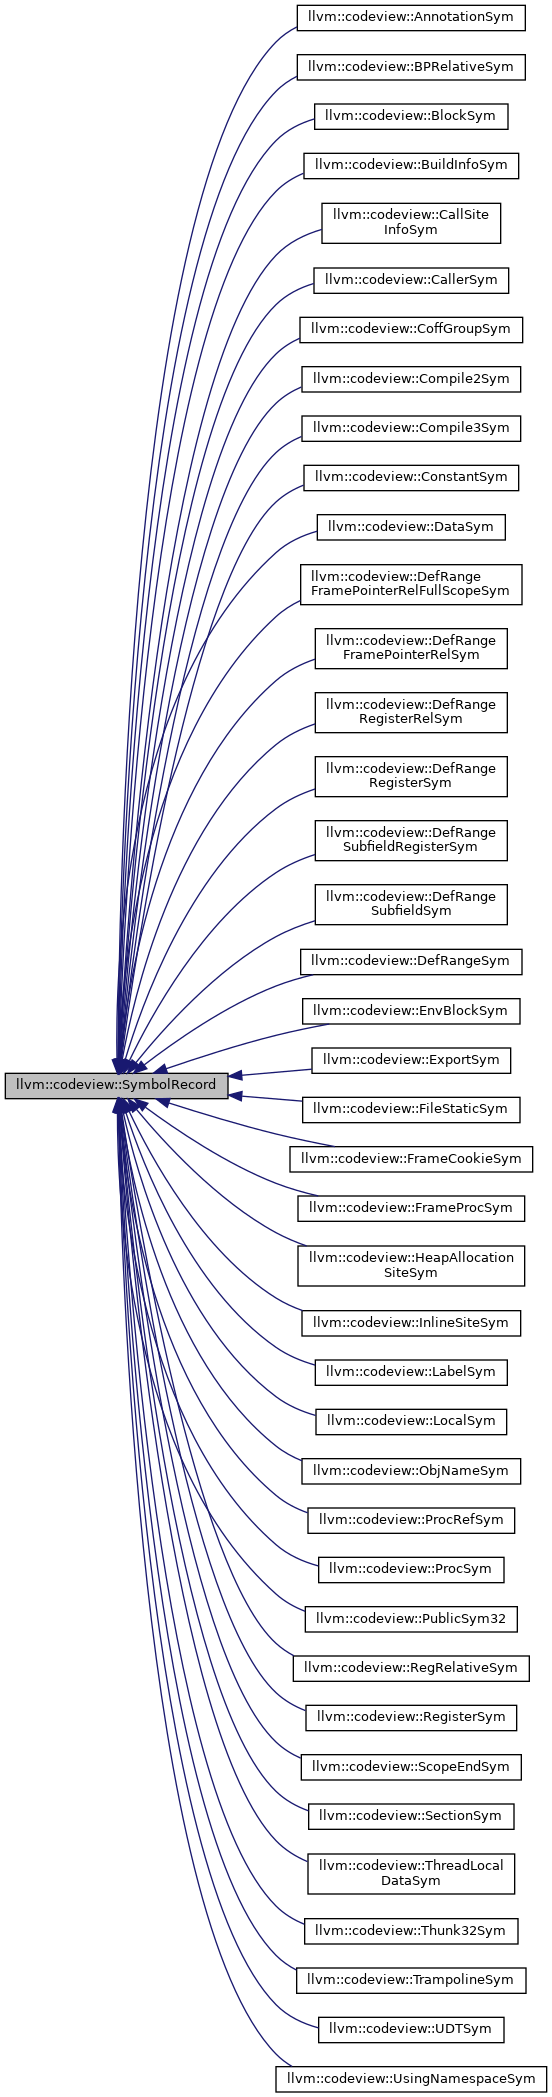 llvm::codeview::AnnotationSym
llvm::codeview::BPRelativeSym
llvm::codeview::BlockSym
llvm::codeview::BuildInfoSym
llvm::codeview::CallSite
InfoSym
llvm::codeview::CallerSym
llvm::codeview::CoffGroupSym
llvm::codeview::Compile2Sym
llvm::codeview::Compile3Sym
llvm::codeview::ConstantSym
llvm::codeview::DataSym
llvm::codeview::DefRange
FramePointerRelFullScopeSym
llvm::codeview::DefRange
FramePointerRelSym
llvm::codeview::DefRange
RegisterRelSym
llvm::codeview::DefRange
RegisterSym
llvm::codeview::DefRange
SubfieldRegisterSym
llvm::codeview::DefRange
SubfieldSym
llvm::codeview::DefRangeSym
llvm::codeview::EnvBlockSym
llvm::codeview::ExportSym
llvm::codeview::SymbolRecord
llvm::codeview::FileStaticSym
llvm::codeview::FrameCookieSym
llvm::codeview::FrameProcSym
llvm::codeview::HeapAllocation
SiteSym
llvm::codeview::InlineSiteSym
llvm::codeview::LabelSym
llvm::codeview::LocalSym
llvm::codeview::ObjNameSym
llvm::codeview::ProcRefSym
llvm::codeview::ProcSym
llvm::codeview::PublicSym32
llvm::codeview::RegRelativeSym
llvm::codeview::RegisterSym
llvm::codeview::ScopeEndSym
llvm::codeview::SectionSym
llvm::codeview::ThreadLocal
DataSym
llvm::codeview::Thunk32Sym
llvm::codeview::TrampolineSym
llvm::codeview::UDTSym
llvm::codeview::UsingNamespaceSym